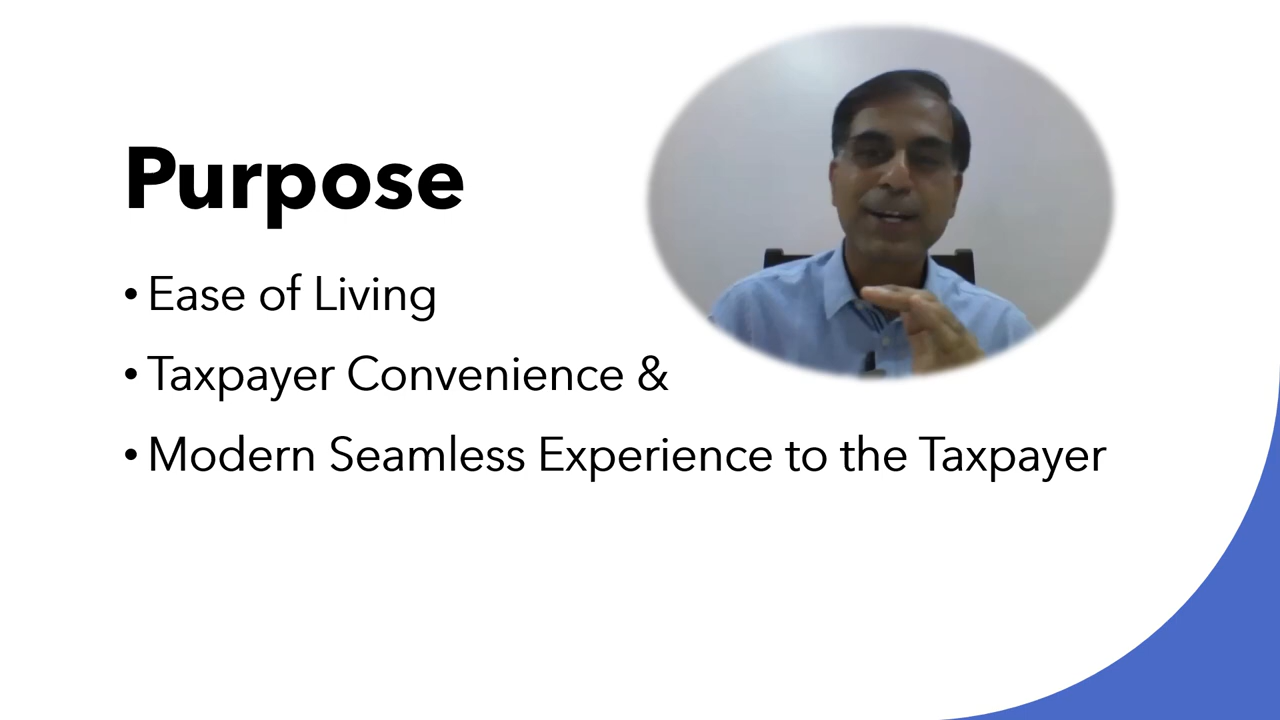 Purpose
• Ease of Living
• Taxpayer Convenience &
• Modern Seamless Experience to the Taxpayer